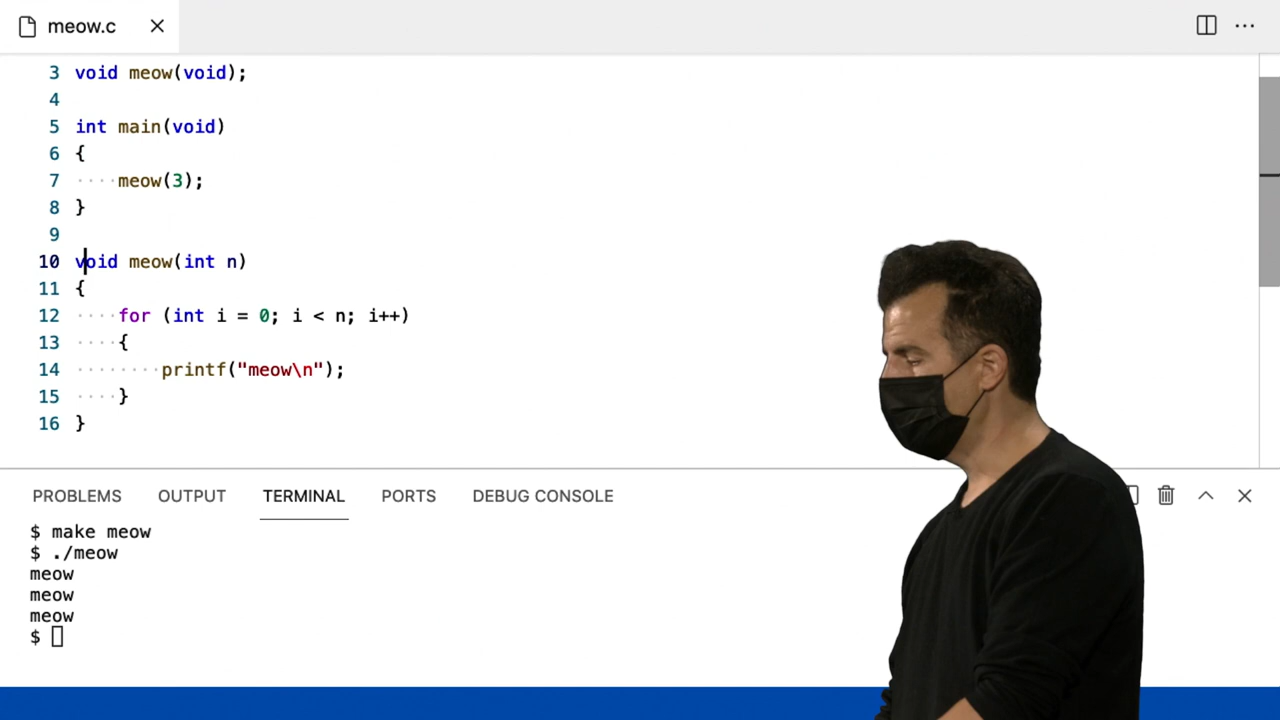 meow.c
3 void meow(void);
4
5 int main(void)
6 {
7 ····meow(3);
8 }
9
10 void meow(int n)
11 {
12 ····for (int i = 0; i < n; i++)
13 ····{
14 ········printf("meow\n");
15 ····}
16 }
PROBLEMS OUTPUT TERMINAL PORTS DEBUG CONSOLE
$ make meow
$ ./meow
meow
meow
meow
$